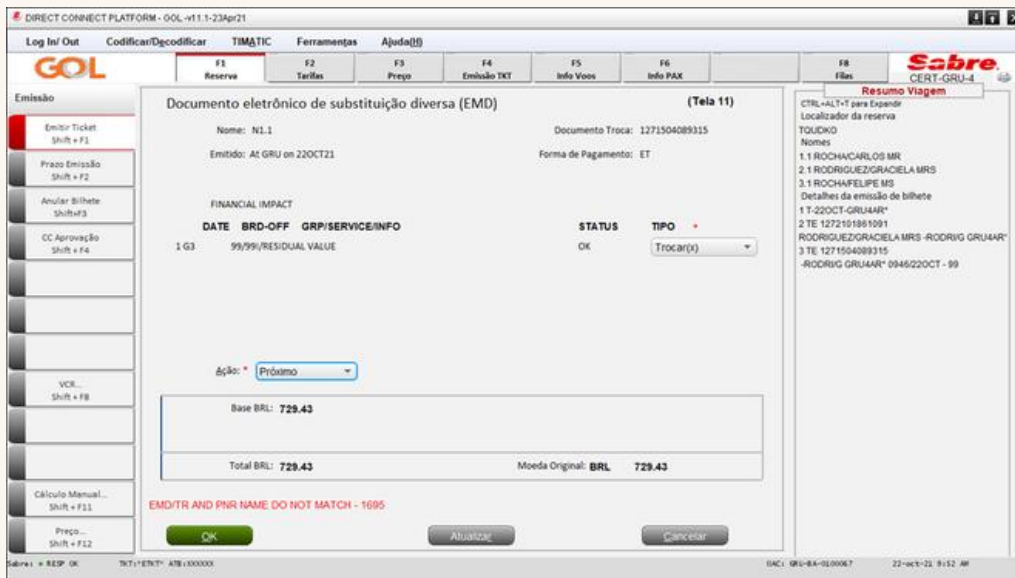 DIRECT CONNECT PLATFORM - GOL -v11.1-23Apr21
Log In/ Out Codificar/Decodificar TIMATIC Ferramentas Ajuda(H)
GOL
F1 Reserva
F2 Tarifas
F3 Preço
F4 Emissão TKT
F5 Info Voos
F6 Info PAX
F8 Filas
Sabre.
CERT-GRU-4
Emissão
Emitir Ticket
Shift + F1
Prazo Emissão
Shift + F2
Anular Bilhete
Shift+F3
CC Aprovação
Shift + F4
VCR...
Shift + F8
Cálculo Manual...
Shift + F11
Preço...
Shift + F12
Documento eletrônico de substituição diversa (EMD) (Tela 11)
Nome: N1.1 Documento Troca: 1271504089315
Emitido: At GRU on 22OCT21 Forma de Pagamento: ET
FINANCIAL IMPACT
DATE BRD-OFF GRP/SERVICE/INFO STATUS TIPO *
1 G3 99/99I/RESIDUAL VALUE OK Trocar(x)
Ação: * Próximo
Base BRL: 729.43
Total BRL: 729.43 Moeda Original: BRL 729.43
EMD/TR AND PNR NAME DO NOT MATCH - 1695
OK Atualizar Cancelar
Resumo Viagem
CTRL+ALT+T para Expandir
Localizador da reserva
TQUDKO
Nomes
1.1 ROCHA/CARLOS MR
2.1 RODRIGUEZ/GRACIELA MRS
3.1 ROCHA/FELIPE MS
Detalhes da emissão de bilhete
1 T-22OCT-GRU4AR*
2 TE 1272101861091
RODRIGUEZ/GRACIELA MRS -RODRI/G GRU4AR*
3 TE 1271504089315
-RODRI/G GRU4AR* 0946/22OCT - 99
Sabre: * RESP OK TKT:*ETKT* ATB:XXXXXX 22-oct-21 9:52 AM